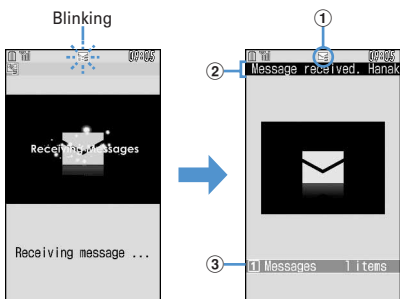 Blinking
09:05
Receiving Messages
Receiving message ...
①
09:05
②
Message received. Hanak
③
1 Messages 1 items